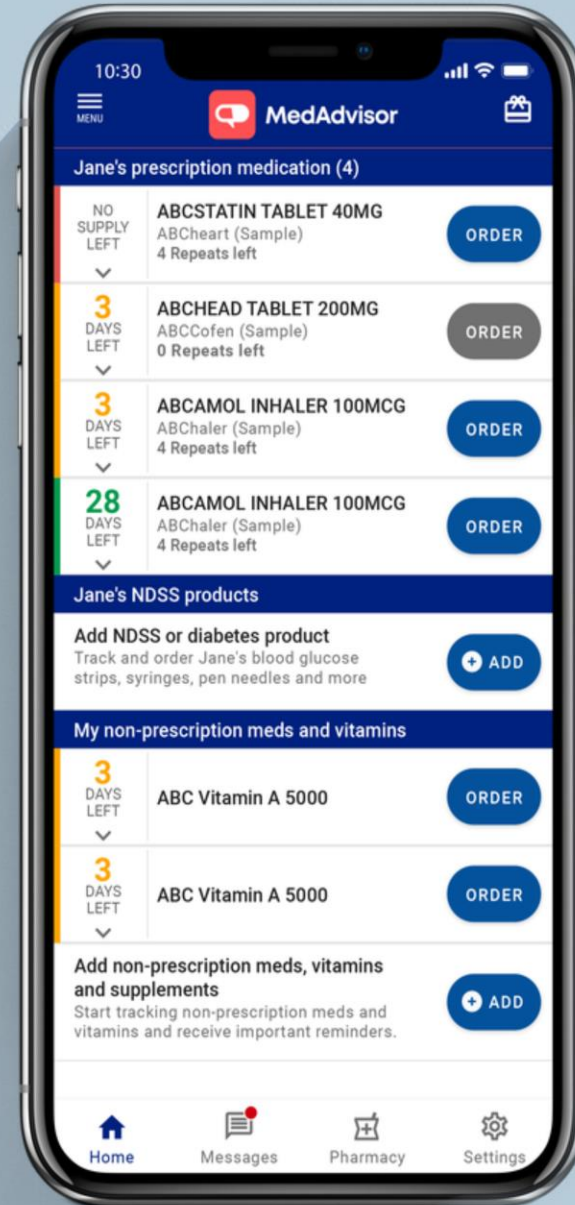 10:30
MENU
MedAdvisor
Jane's prescription medication (4)
NO
SUPPLY
LEFT
ABCSTATIN TABLET 40MG
ABCheart (Sample)
4 Repeats left
ORDER
3
DAYS
LEFT
ABCHEAD TABLET 200MG
ABCCofen (Sample)
0 Repeats left
ORDER
3
DAYS
LEFT
ABCAMOL INHALER 100MCG
ABChaler (Sample)
4 Repeats left
ORDER
28
DAYS
LEFT
ABCAMOL INHALER 100MCG
ABChaler (Sample)
4 Repeats left
ORDER
Jane's NDSS products
Add NDSS or diabetes product
Track and order Jane's blood glucose
strips, syringes, pen needles and more
ADD
My non-prescription meds and vitamins
3
DAYS
LEFT
ABC Vitamin A 5000
ORDER
3
DAYS
LEFT
ABC Vitamin A 5000
ORDER
Add non-prescription meds, vitamins
and supplements
Start tracking non-prescription meds and
vitamins and receive important reminders.
ADD
Home
Messages
Pharmacy
Settings